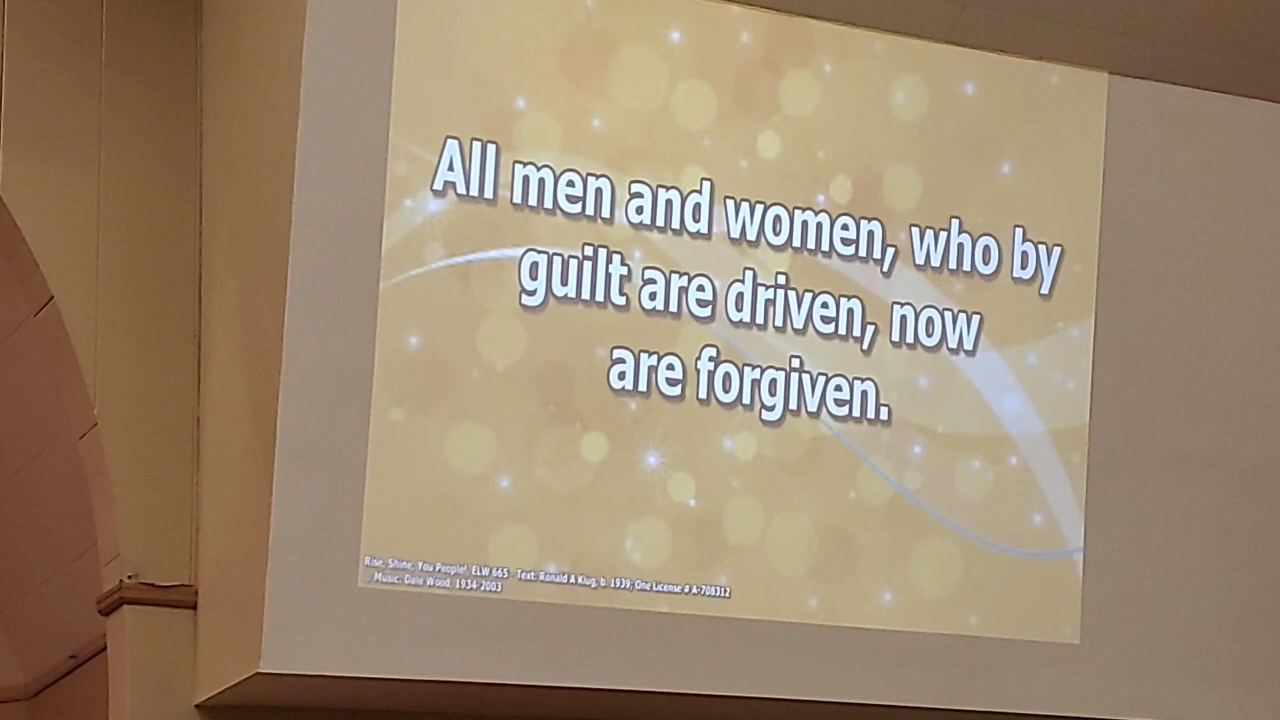 All men and women, who by
guilt are driven, now
are forgiven.
Rise, Shine, You People!, ELW 665 Text: Ronald A Klug, b. 1939; One License # A-708312
Music: Dale Wood. 1934-2003